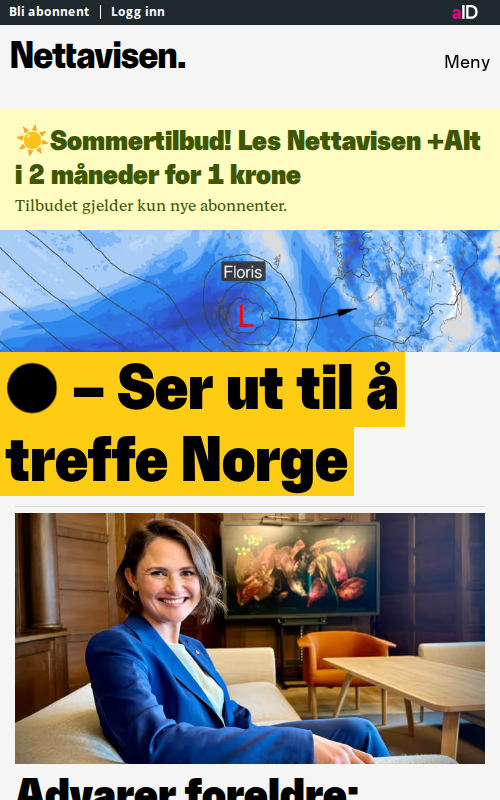 Bli abonnent | Logg inn
aID
Nettavisen.
Meny
☀️Sommertilbud! Les Nettavisen +Alt
i 2 måneder for 1 krone
Tilbudet gjelder kun nye abonnenter.
Floris
L
– Ser ut til å
treffe Norge
Advarer foreldre: